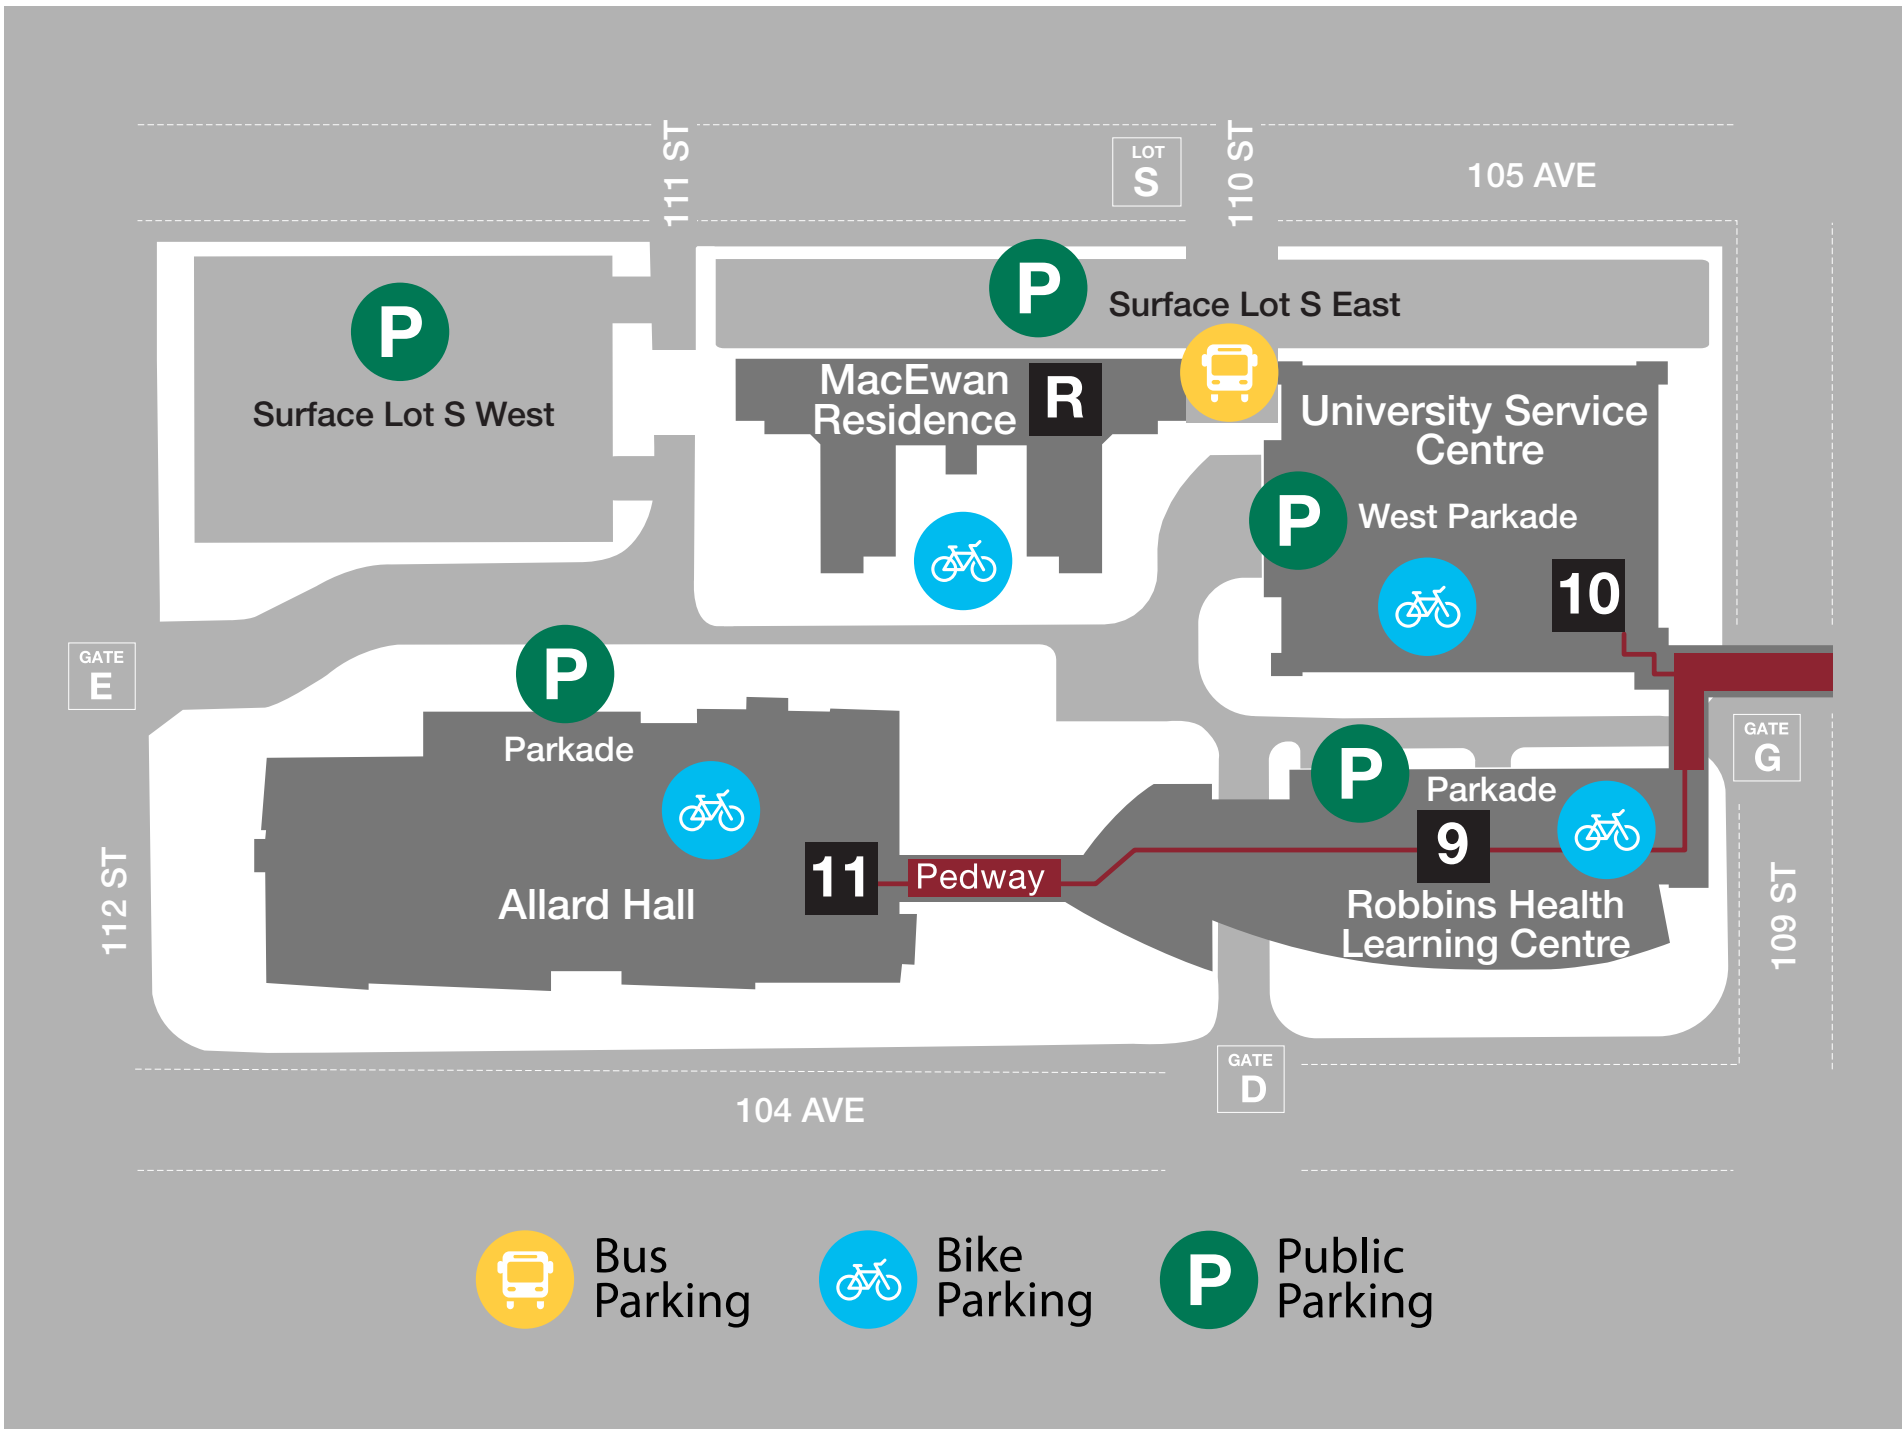 111 ST
LOT
S
110 ST
105 AVE
P
Surface Lot S West
P
Surface Lot S East
MacEwan
Residence
R
University Service
Centre
P
West Parkade
10
GATE
E
P
Parkade
Allard Hall
11
Pedway
P
Parkade
9
Robbins Health
Learning Centre
GATE
G
112 ST
109 ST
GATE
D
104 AVE
Bus
Parking
Bike
Parking
P
Public
Parking